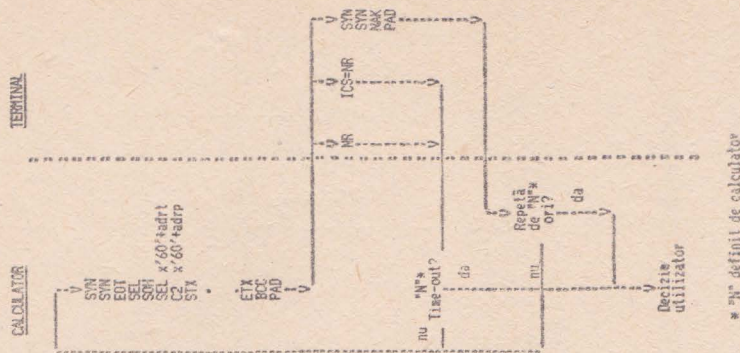 CALCULATOR
TERMINAL
SYN
SYN
EOT
SEL
SOH
SEL x'60'+adrt
C2 x'60'+adrp
STX
ETX
BCC
PAD
NR
ICS=NR
SYN
SYN
NAK
PAD
"N"*
nu Time-out?
da
Repetă
de "N"*
ori?
nu
da
Decizie
utilizator
* "N" definit de calculator